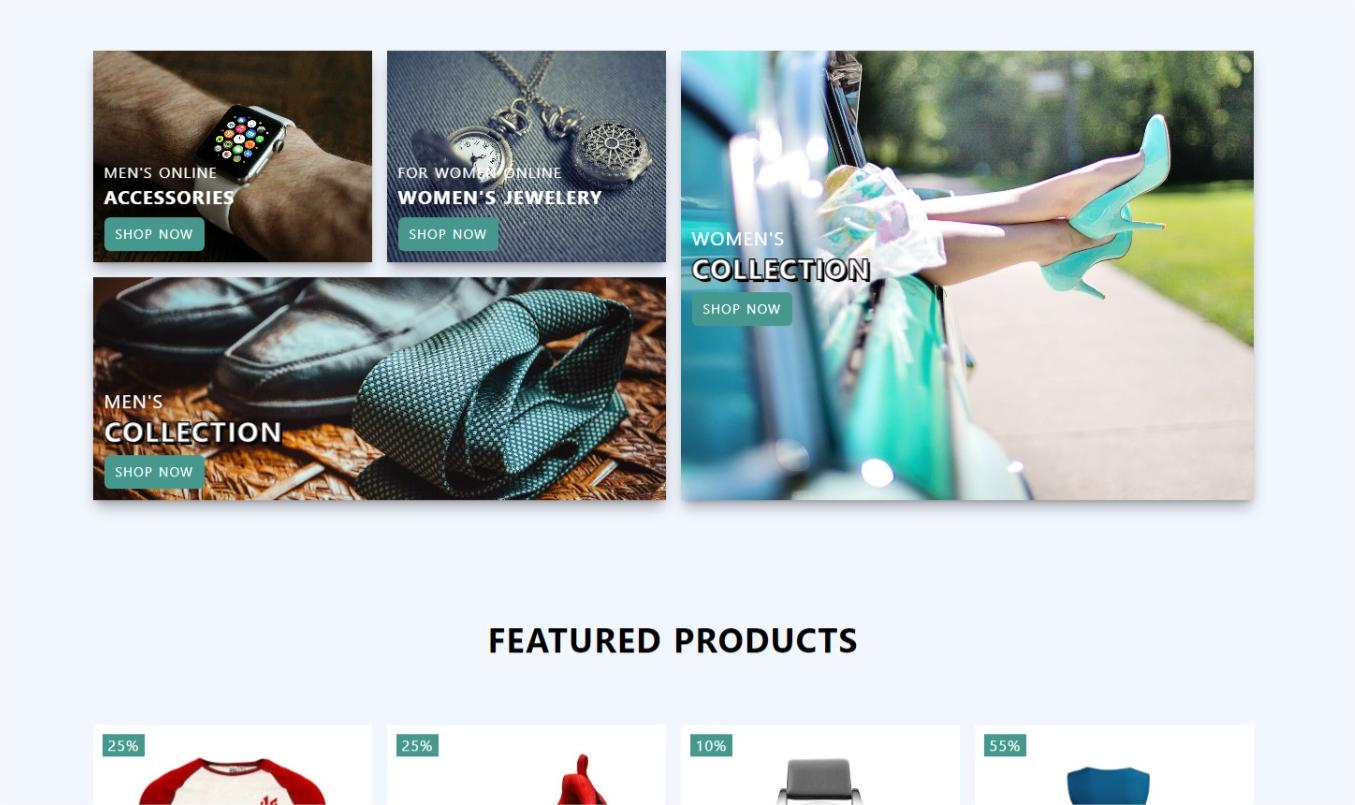 MEN'S ONLINE
ACCESSORIES
SHOP NOW
FOR WOMEN ONLINE
WOMEN'S JEWELERY
SHOP NOW
WOMEN'S
COLLECTION
SHOP NOW
MEN'S
COLLECTION
SHOP NOW
FEATURED PRODUCTS
25%
25%
10%
55%